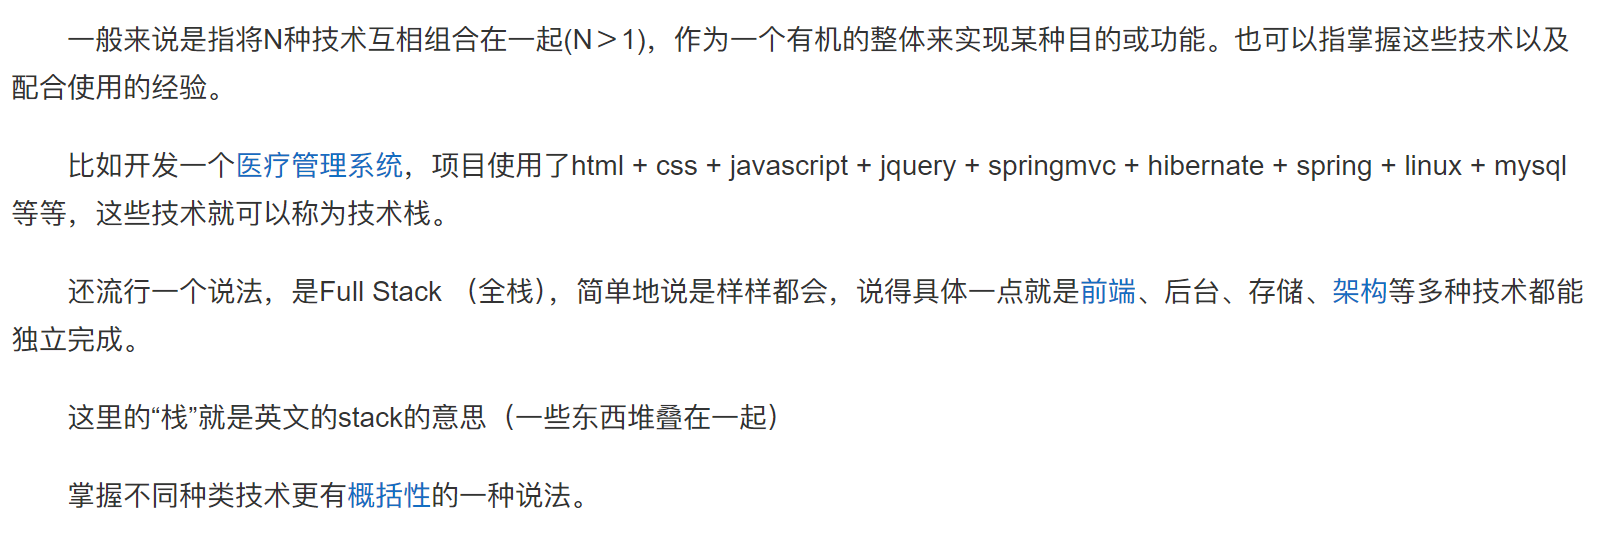 一般来说是指将N种技术互相组合在一起(N＞1)，作为一个有机的整体来实现某种目的或功能。也可以指掌握这些技术以及
配合使用的经验。
比如开发一个医疗管理系统，项目使用了html + css + javascript + jquery + springmvc + hibernate + spring + linux + mysql
等等，这些技术就可以称为技术栈。
还流行一个说法，是Full Stack （全栈），简单地说是样样都会，说得具体一点就是前端、后台、存储、架构等多种技术都能
独立完成。
这里的“栈”就是英文的stack的意思（一些东西堆叠在一起）
掌握不同种类技术更有概括性的一种说法。